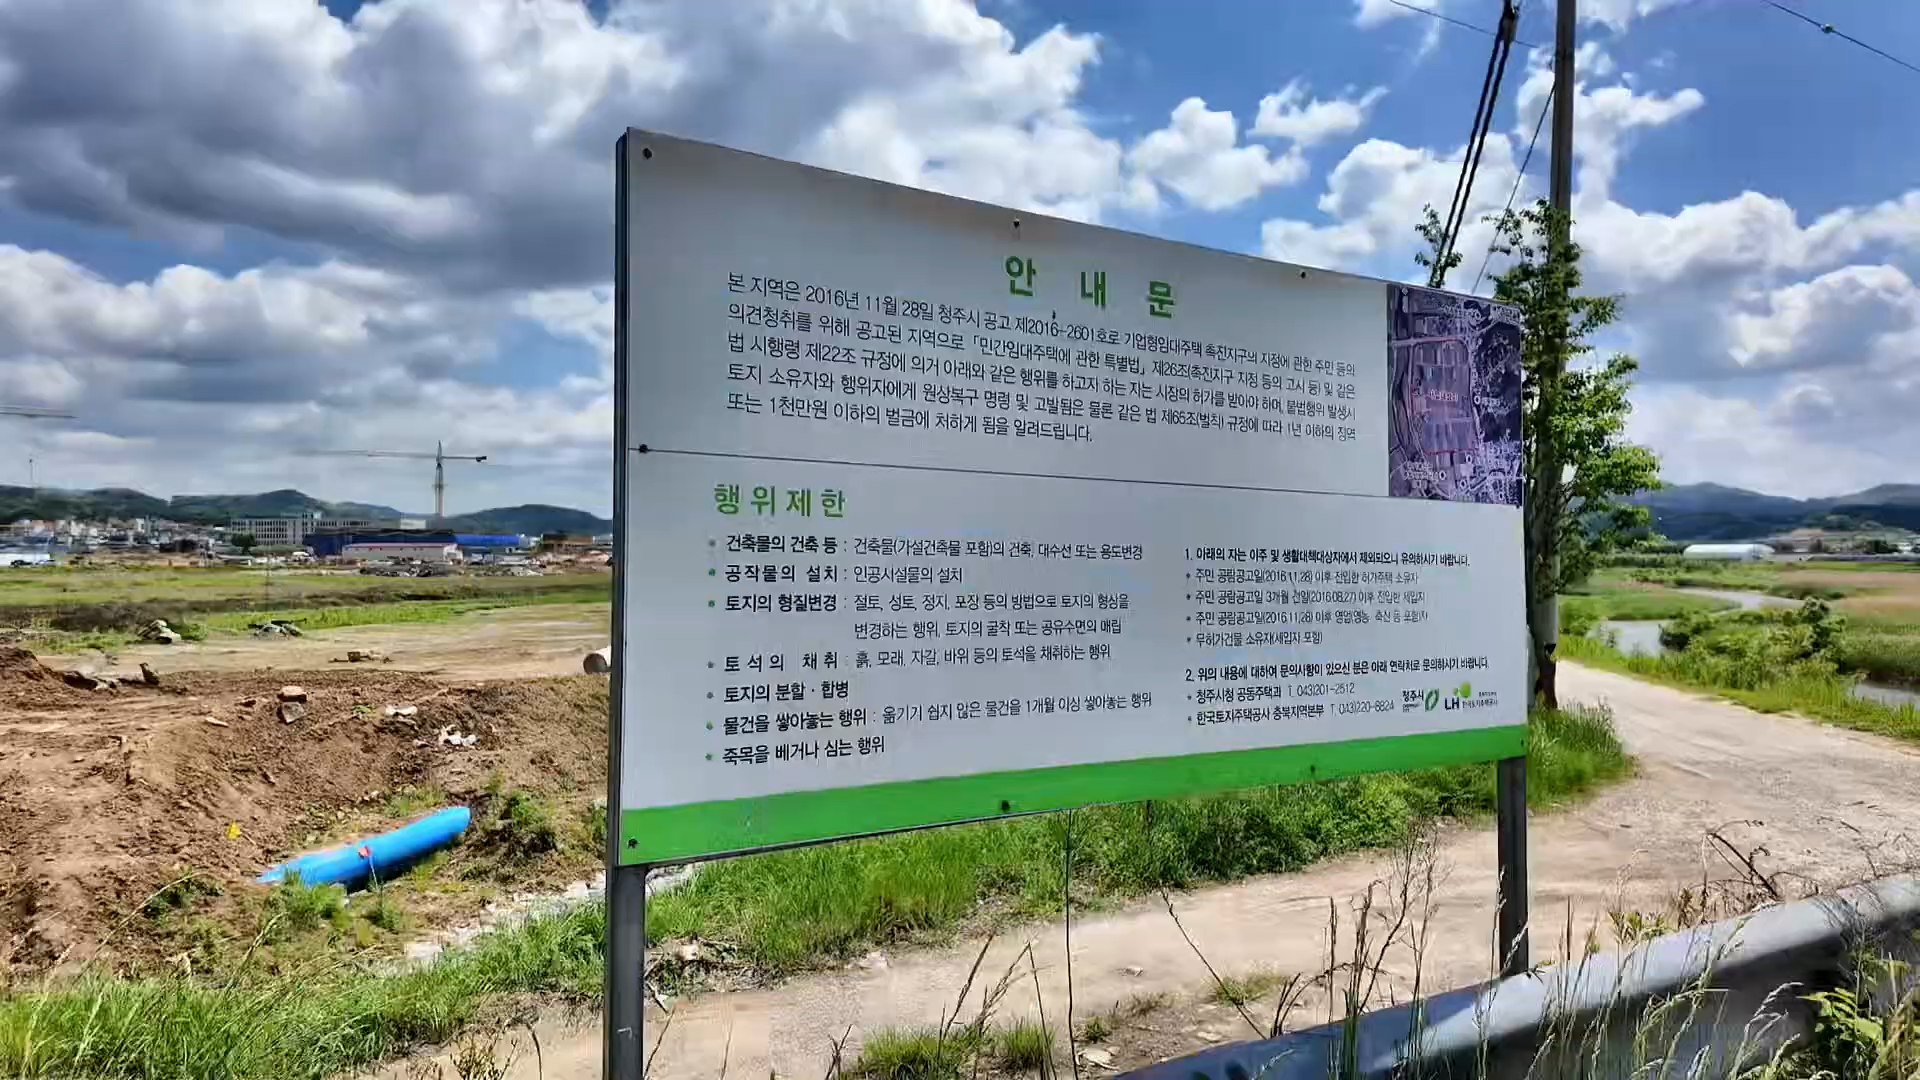 안 내 문
본 지역은 2016년 11월 28일 청주시 공고 제2016-2601호로 기업형임대주택 촉진지구의 지정에 관한 주민 등의
의견청취를 위해 공고된 지역으로 「민간임대주택에 관한 특별법」 제26조(촉진지구 지정 등의 고시 등) 및 같은
법 시행령 제22조 규정에 의거 아래와 같은 행위를 하고자 하는 자는 시장의 허가를 받아야 하며, 불법행위 발생시
토지 소유자와 행위자에게 원상복구 명령 및 고발됨은 물론 같은 법 제65조(벌칙) 규정에 따라 1년 이하의 징역
또는 1천만원 이하의 벌금에 처하게 됨을 알려드립니다.
행위제한
• 건축물의 건축 등 : 건축물(가설건축물 포함)의 건축, 대수선 또는 용도변경
• 공작물의 설치 : 인공시설물의 설치
• 토지의 형질변경 : 절토, 성토, 정지, 포장 등의 방법으로 토지의 형상을
변경하는 행위, 토지의 굴착 또는 공유수면의 매립
• 토석의 채취 : 흙, 모래, 자갈, 바위 등의 토석을 채취하는 행위
• 토지의 분할·합병
• 물건을 쌓아놓는 행위 : 옮기기 쉽지 않은 물건을 1개월 이상 쌓아놓는 행위
• 죽목을 베거나 심는 행위
1. 아래의 자는 이주 및 생활대책대상자에서 제외되오니 유의하시기 바랍니다.
• 주민 공람공고일(2016.11.28) 이후 전입한 허가주택 소유자
• 주민 공람공고일 3개월 전일(2016.08.27) 이후 전입한 세입자
• 주민 공람공고일(2016.11.28) 이후 영업(영농, 축산 등 포함)자
• 무허가건물 소유자(세입자 포함)
2. 위의 내용에 대하여 문의사항이 있으신 분은 아래 연락처로 문의하시기 바랍니다.
• 청주시청 공동주택과 T. 043)201-2512
• 한국토지주택공사 충북지역본부 T. 043)220-8824
청주시
LH 한국토지주택공사